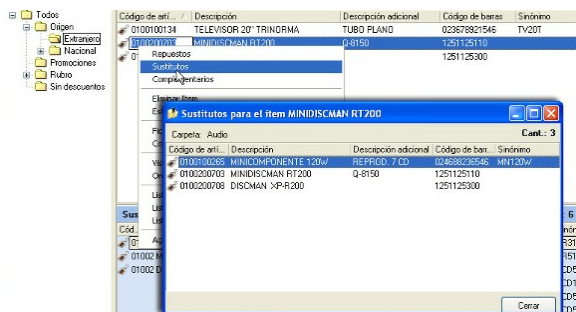 Todos
Origen
Extranjero
Nacional
Promociones
Rubro
Sin descuentos
Código de artí... Descripción Descripción adicional Código de barras Sinónimo
0100100134 TELEVISOR 20" TRINORMA TUBO PLANO 023678921546 TV20T
0100200703 MINIDISCMAN RT200 Q-8150 1251125110
1251125300
Repuestos
Sustitutos
Complementarios
Eliminar Item
Sustitutos para el ítem MINIDISCMAN RT200
Carpeta: Audio Cant.: 3
Código de artí... Descripción Descripción adicional Código de barr... Sinónimo
0100100265 MINICOMPONENTE 120W REPROD. 7 CD 024688236546 MN120W
0100200703 MINIDISCMAN RT200 Q-8150 1251125110
0100200708 DISCMAN XP-R200 1251125300
Cerrar